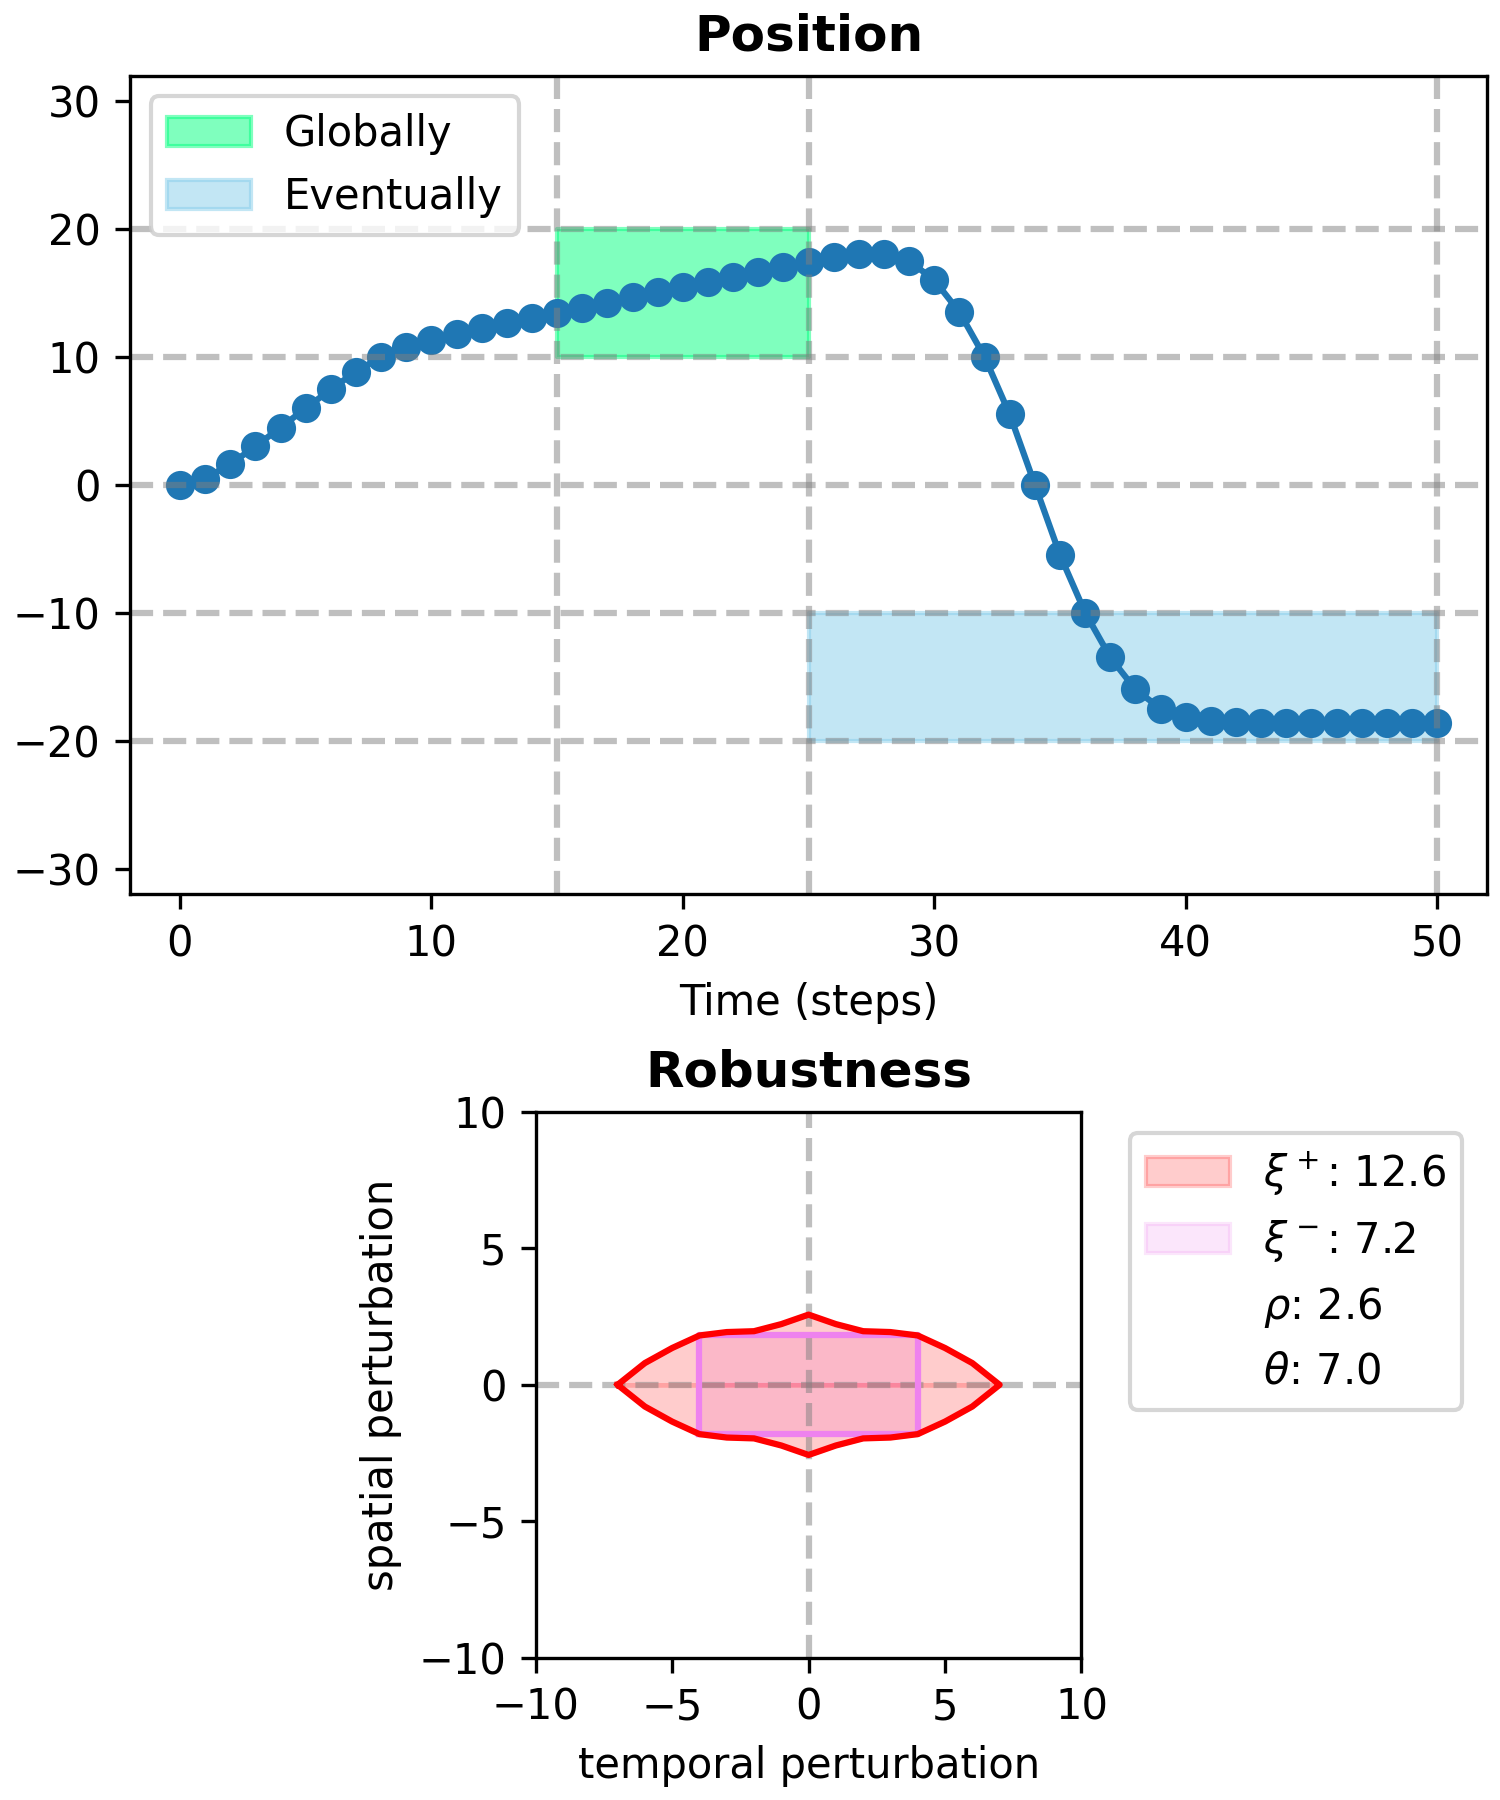 Position
30
20
10
0
−10
−20
−30
Globally
Eventually
0 10 20 30 40 50
Time (steps)
Robustness
10
5
0
−5
−10
spatial perturbation
ξ⁺: 12.6
ξ⁻: 7.2
ρ: 2.6
θ: 7.0
−10 −5 0 5 10
temporal perturbation